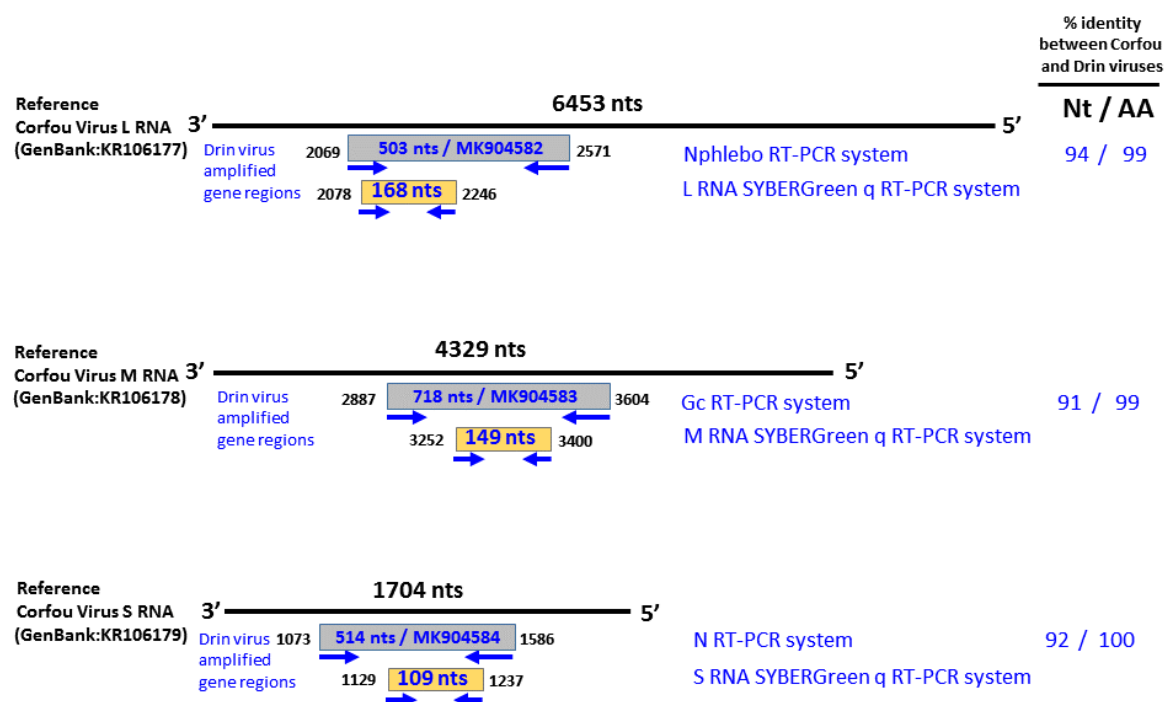 % identity
between Corfou
and Drin viruses
Nt / AA
6453 nts
Reference
Corfou Virus L RNA
(GenBank:KR106177)
3’
5’
Drin virus
amplified
gene regions
2069
503 nts / MK904582
2571
Nphlebo RT-PCR system
94 / 99
2078
168 nts
2246
L RNA SYBERGreen q RT-PCR system
4329 nts
Reference
Corfou Virus M RNA
(GenBank:KR106178)
3’
5’
Drin virus
amplified
gene regions
2887
718 nts / MK904583
3604
Gc RT-PCR system
91 / 99
3252
149 nts
3400
M RNA SYBERGreen q RT-PCR system
1704 nts
Reference
Corfou Virus S RNA
(GenBank:KR106179)
3’
5’
Drin virus
amplified
gene regions
1073
514 nts / MK904584
1586
N RT-PCR system
92 / 100
1129
109 nts
1237
S RNA SYBERGreen q RT-PCR system